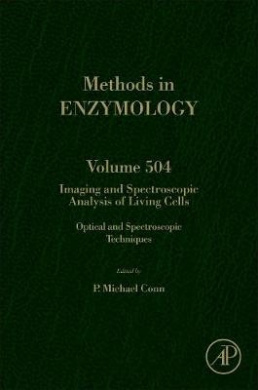 Methods in
ENZYMOLOGY
Volume 504
Imaging and Spectroscopic
Analysis of Living Cells
Optical and Spectroscopic
Techniques
Edited by
P. Michael Conn
AP